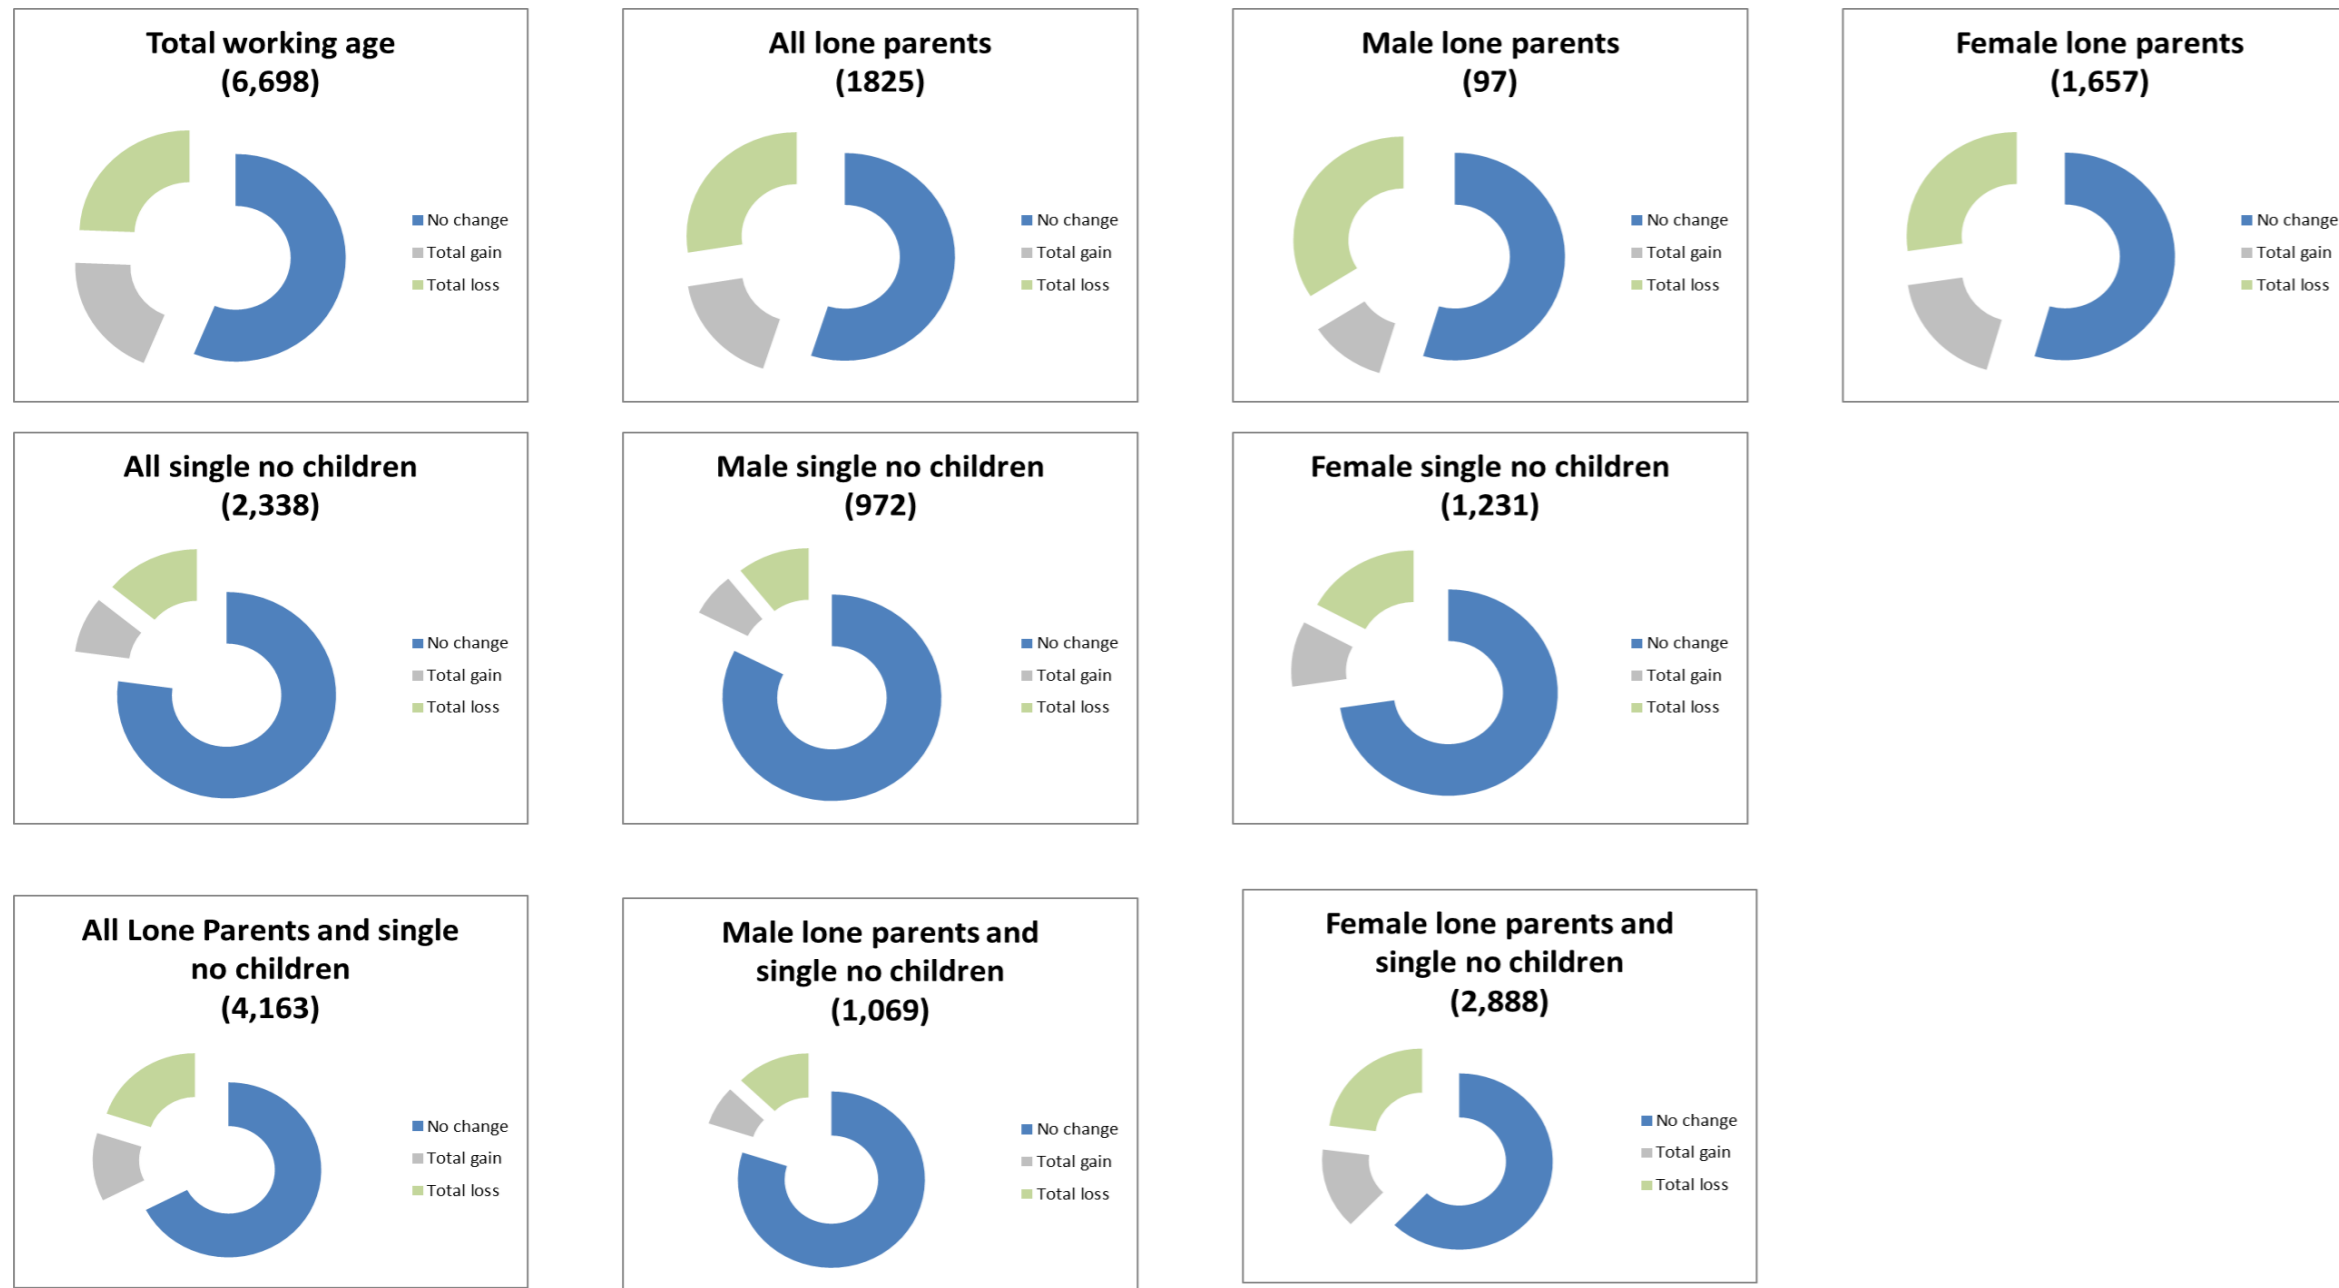 Total working age
(6,698)
No change
Total gain
Total loss
All lone parents
(1825)
No change
Total gain
Total loss
Male lone parents
(97)
No change
Total gain
Total loss
Female lone parents
(1,657)
No change
Total gain
Total loss
All single no children
(2,338)
No change
Total gain
Total loss
Male single no children
(972)
No change
Total gain
Total loss
Female single no children
(1,231)
No change
Total gain
Total loss
All Lone Parents and single
no children
(4,163)
No change
Total gain
Total loss
Male lone parents and
single no children
(1,069)
No change
Total gain
Total loss
Female lone parents and
single no children
(2,888)
No change
Total gain
Total loss